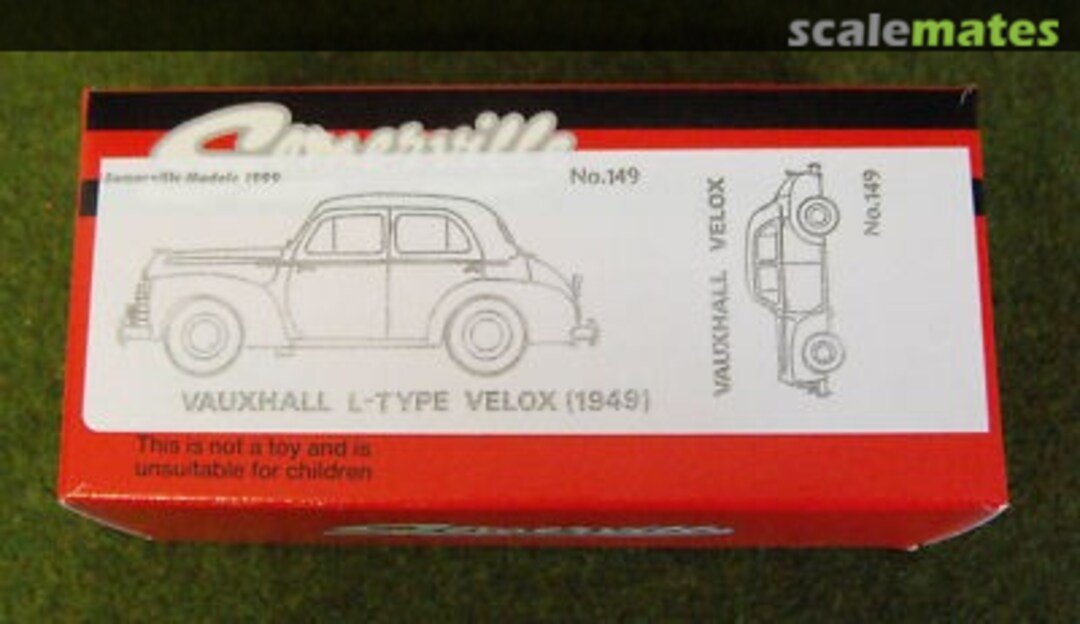 scalemates
Somerville
Somerville Models 1999
No.149
VAUXHALL L-TYPE VELOX (1949)
VAUXHALL VELOX
No.149
This is not a toy and is
unsuitable for children
Somerville